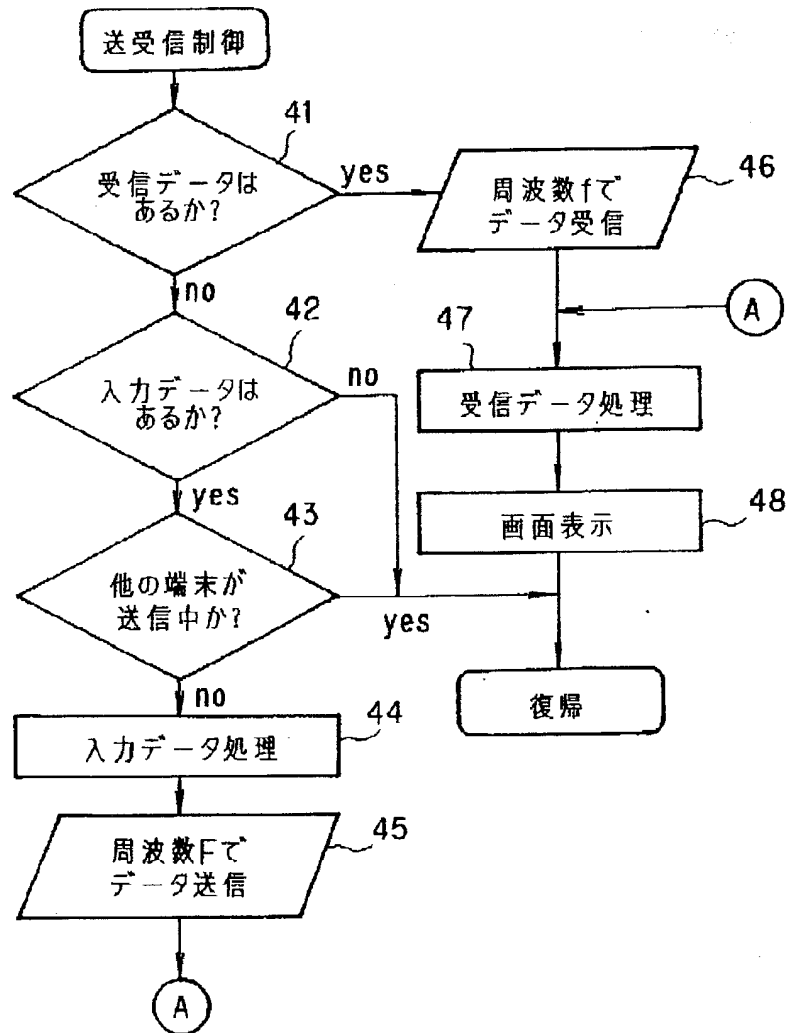 送受信制御
41
受信データは
あるか?
yes
46
周波数fで
データ受信
no
A
42
入力データは
あるか?
no
47
受信データ処理
yes
48
画面表示
43
他の端末が
送信中か?
yes
no
復帰
44
入力データ処理
45
周波数Fで
データ送信
A